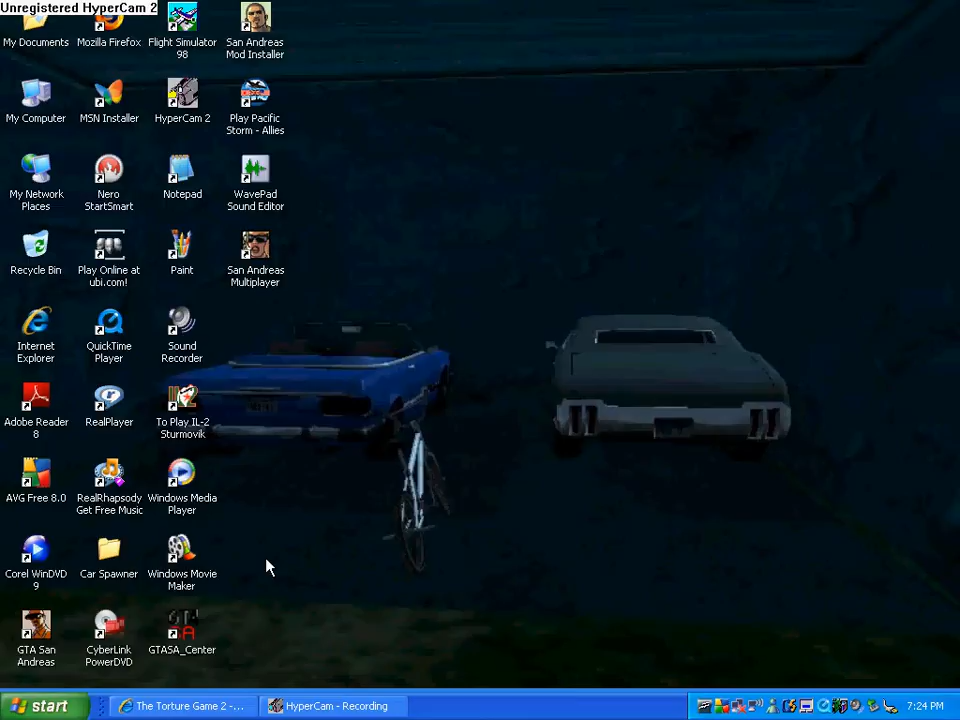 Unregistered HyperCam 2
My Documents
Mozilla Firefox
Flight Simulator
98
San Andreas
Mod Installer
My Computer
MSN Installer
HyperCam 2
Play Pacific
Storm - Allies
My Network
Places
Nero
StartSmart
Notepad
WavePad
Sound Editor
Recycle Bin
Play Online at
ubi.com!
Paint
San Andreas
Multiplayer
Internet
Explorer
QuickTime
Player
Sound
Recorder
Adobe Reader
8
RealPlayer
To Play IL-2
Sturmovik
AVG Free 8.0
RealRhapsody
Get Free Music
Windows Media
Player
Corel WinDVD
9
Car Spawner
Windows Movie
Maker
GTA San
Andreas
CyberLink
PowerDVD
GTASA_Center
start
The Torture Game 2 -...
HyperCam - Recording
7:24 PM